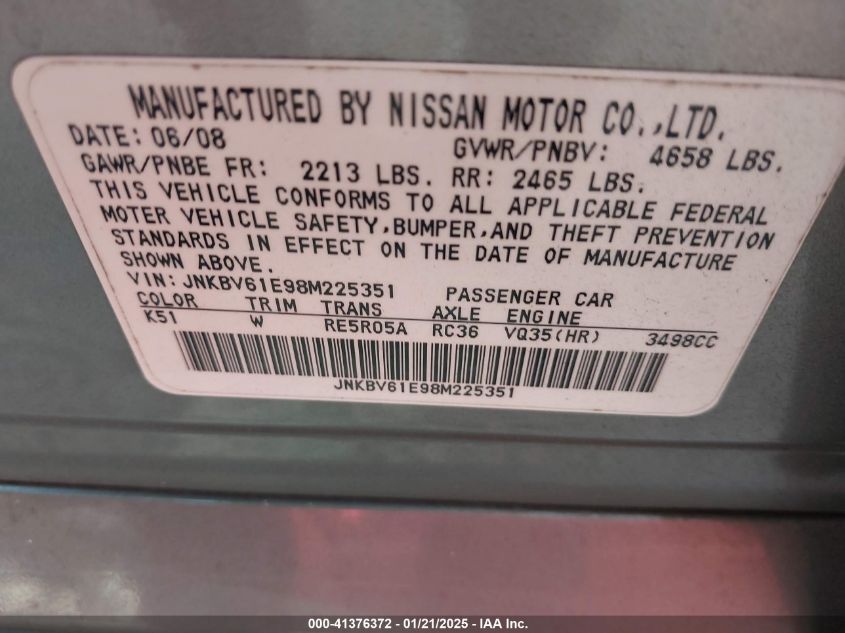 MANUFACTURED BY NISSAN MOTOR CO.,LTD.
DATE: 06/08 GVWR/PNBV: 4658 LBS.
GAWR/PNBE FR: 2213 LBS. RR: 2465 LBS.
THIS VEHICLE CONFORMS TO ALL APPLICABLE FEDERAL
MOTER VEHICLE SAFETY,BUMPER,AND THEFT PREVENTION
STANDARDS IN EFFECT ON THE DATE OF MANUFACTURE
SHOWN ABOVE.
VIN: JNKBV61E98M225351 PASSENGER CAR
COLOR TRIM TRANS AXLE ENGINE
K51 W RE5R05A RC36 VQ35(HR) 3498CC
JNKBV61E98M225351
000-41376372 / 01/21/2025 - IAA Inc.